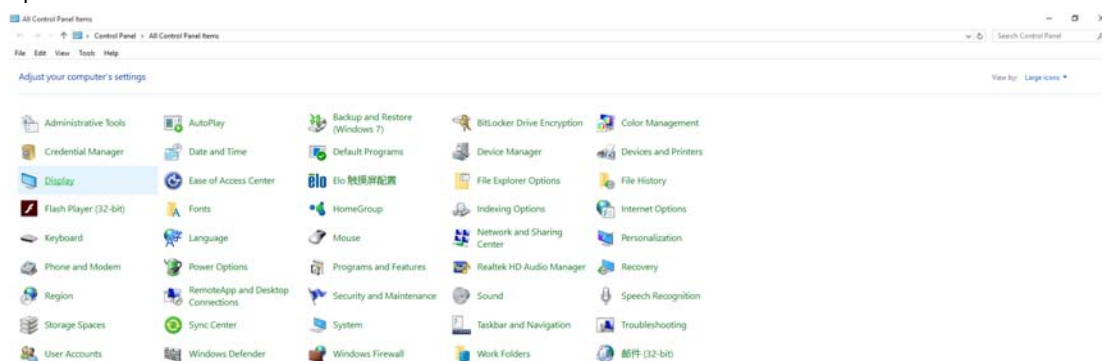 All Control Panel Items
Control Panel > All Control Panel Items
Search Control Panel
File Edit View Tools Help
Adjust your computer's settings
View by: Large icons
Administrative Tools
AutoPlay
Backup and Restore
(Windows 7)
BitLocker Drive Encryption
Color Management
Credential Manager
Date and Time
Default Programs
Device Manager
Devices and Printers
Display
Ease of Access Center
elo
Elo 触摸屏配置
File Explorer Options
File History
Flash Player (32-bit)
Fonts
HomeGroup
Indexing Options
Internet Options
Keyboard
Language
Mouse
Network and Sharing
Center
Personalization
Phone and Modem
Power Options
Programs and Features
Realtek HD Audio Manager
Recovery
Region
RemoteApp and Desktop
Connections
Security and Maintenance
Sound
Speech Recognition
Storage Spaces
Sync Center
System
Taskbar and Navigation
Troubleshooting
User Accounts
Windows Defender
Windows Firewall
Work Folders
邮件 (32-bit)